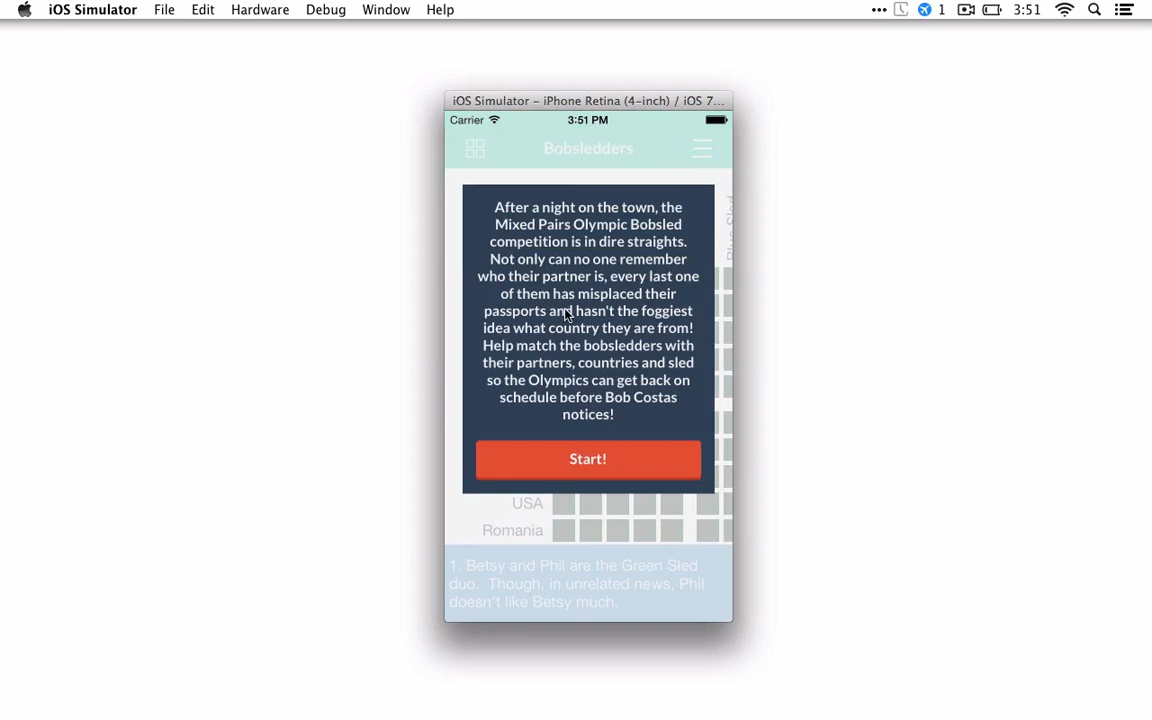 iOS Simulator File Edit Hardware Debug Window Help 1 3:51
iOS Simulator – iPhone Retina (4-inch) / iOS 7...
Carrier 3:51 PM
Bobsledders
After a night on the town, the
Mixed Pairs Olympic Bobsled
competition is in dire straights.
Not only can no one remember
who their partner is, every last one
of them has misplaced their
passports and hasn't the foggiest
idea what country they are from!
Help match the bobsledders with
their partners, countries and sled
so the Olympics can get back on
schedule before Bob Costas
notices!
Start!
Blue Sled
USA
Romania
1. Betsy and Phil are the Green Sled
duo. Though, in unrelated news, Phil
doesn't like Betsy much.